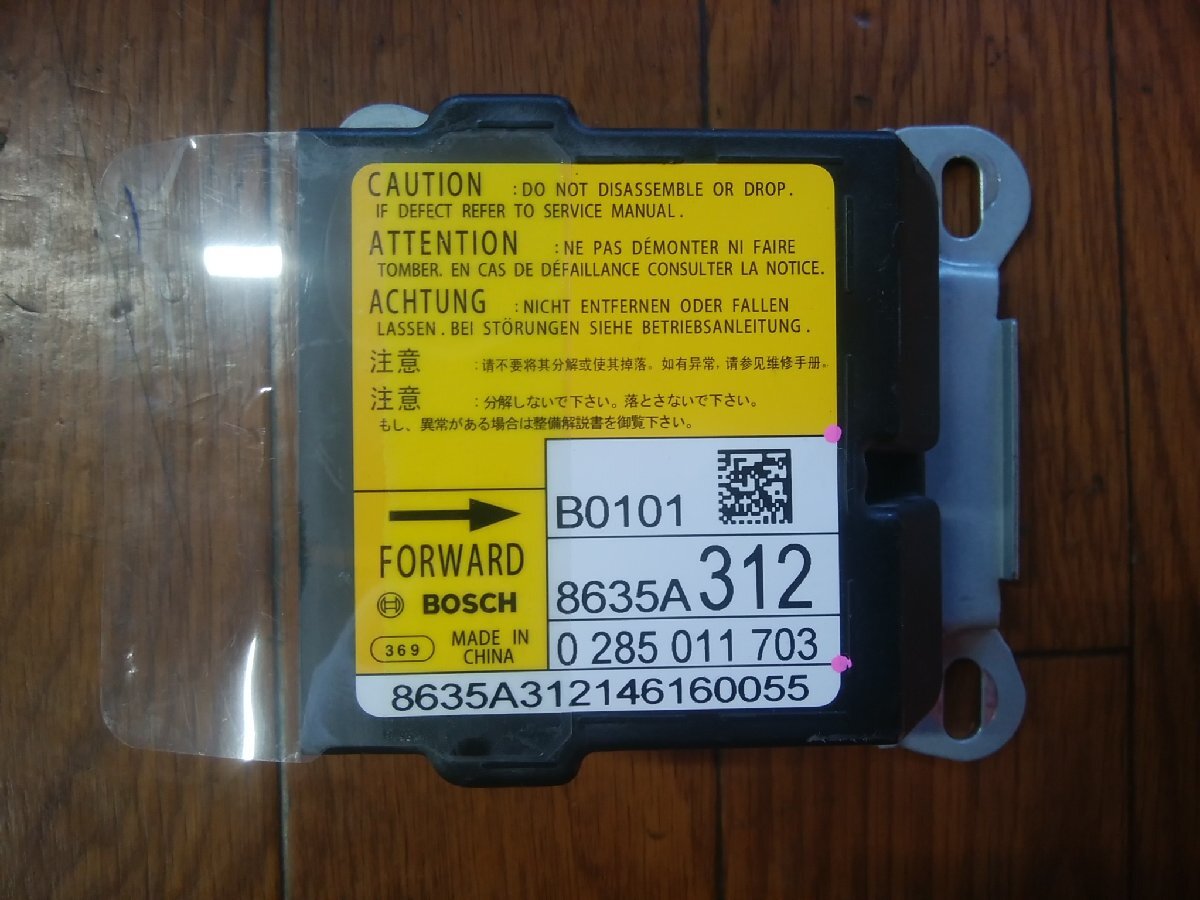 CAUTION : DO NOT DISASSEMBLE OR DROP.
IF DEFECT REFER TO SERVICE MANUAL.
ATTENTION : NE PAS DÉMONTER NI FAIRE
TOMBER. EN CAS DE DÉFAILLANCE CONSULTER LA NOTICE.
ACHTUNG : NICHT ENTFERNEN ODER FALLEN
LASSEN. BEI STÖRUNGEN SIEHE BETRIEBSANLEITUNG.
注意 : 请不要将其分解或使其掉落。如有异常，请参见维修手册。
注意 : 分解しないで下さい。落とさないで下さい。
もし、異常がある場合は整備解説書を御覧下さい。
B0101
FORWARD
8635A312
BOSCH
0 285 011 703
369 MADE IN
CHINA
8635A312146160055